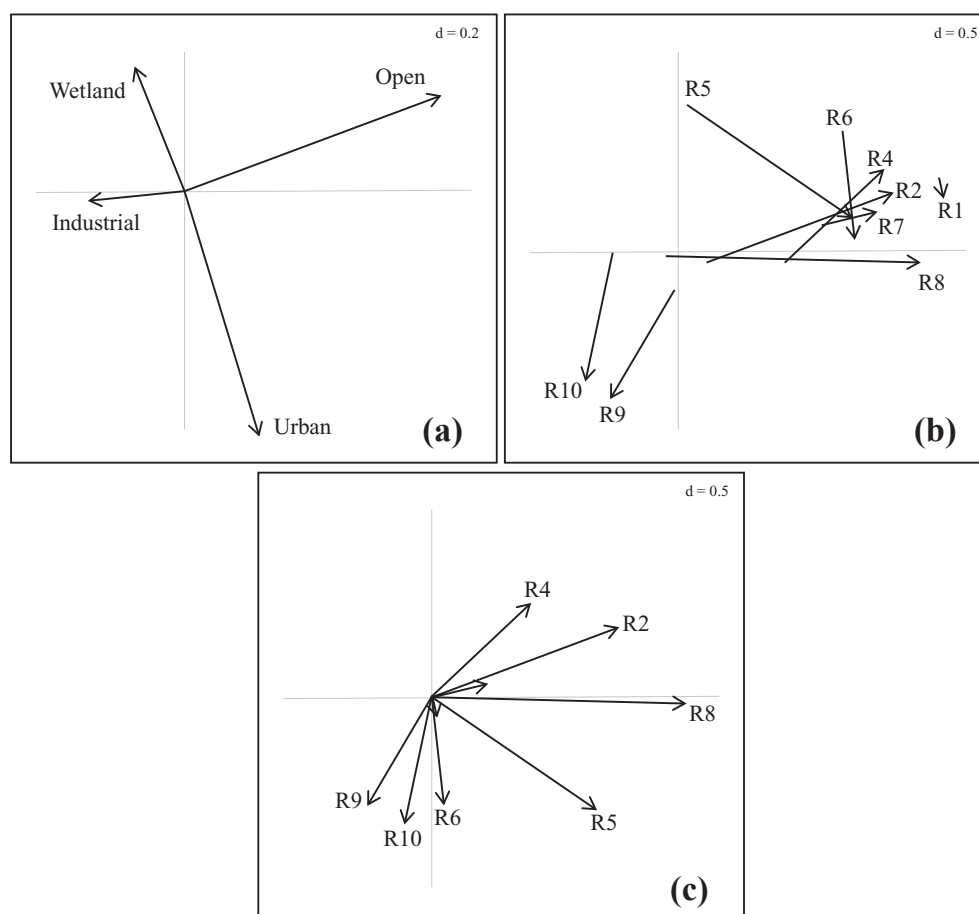 d = 0.2
Wetland
Open
Industrial
Urban
(a)
d = 0.5
R5
R6
R4
R2
R1
R7
R8
R10
R9
(b)
d = 0.5
R4
R2
R8
R9
R6
R10
R5
(c)